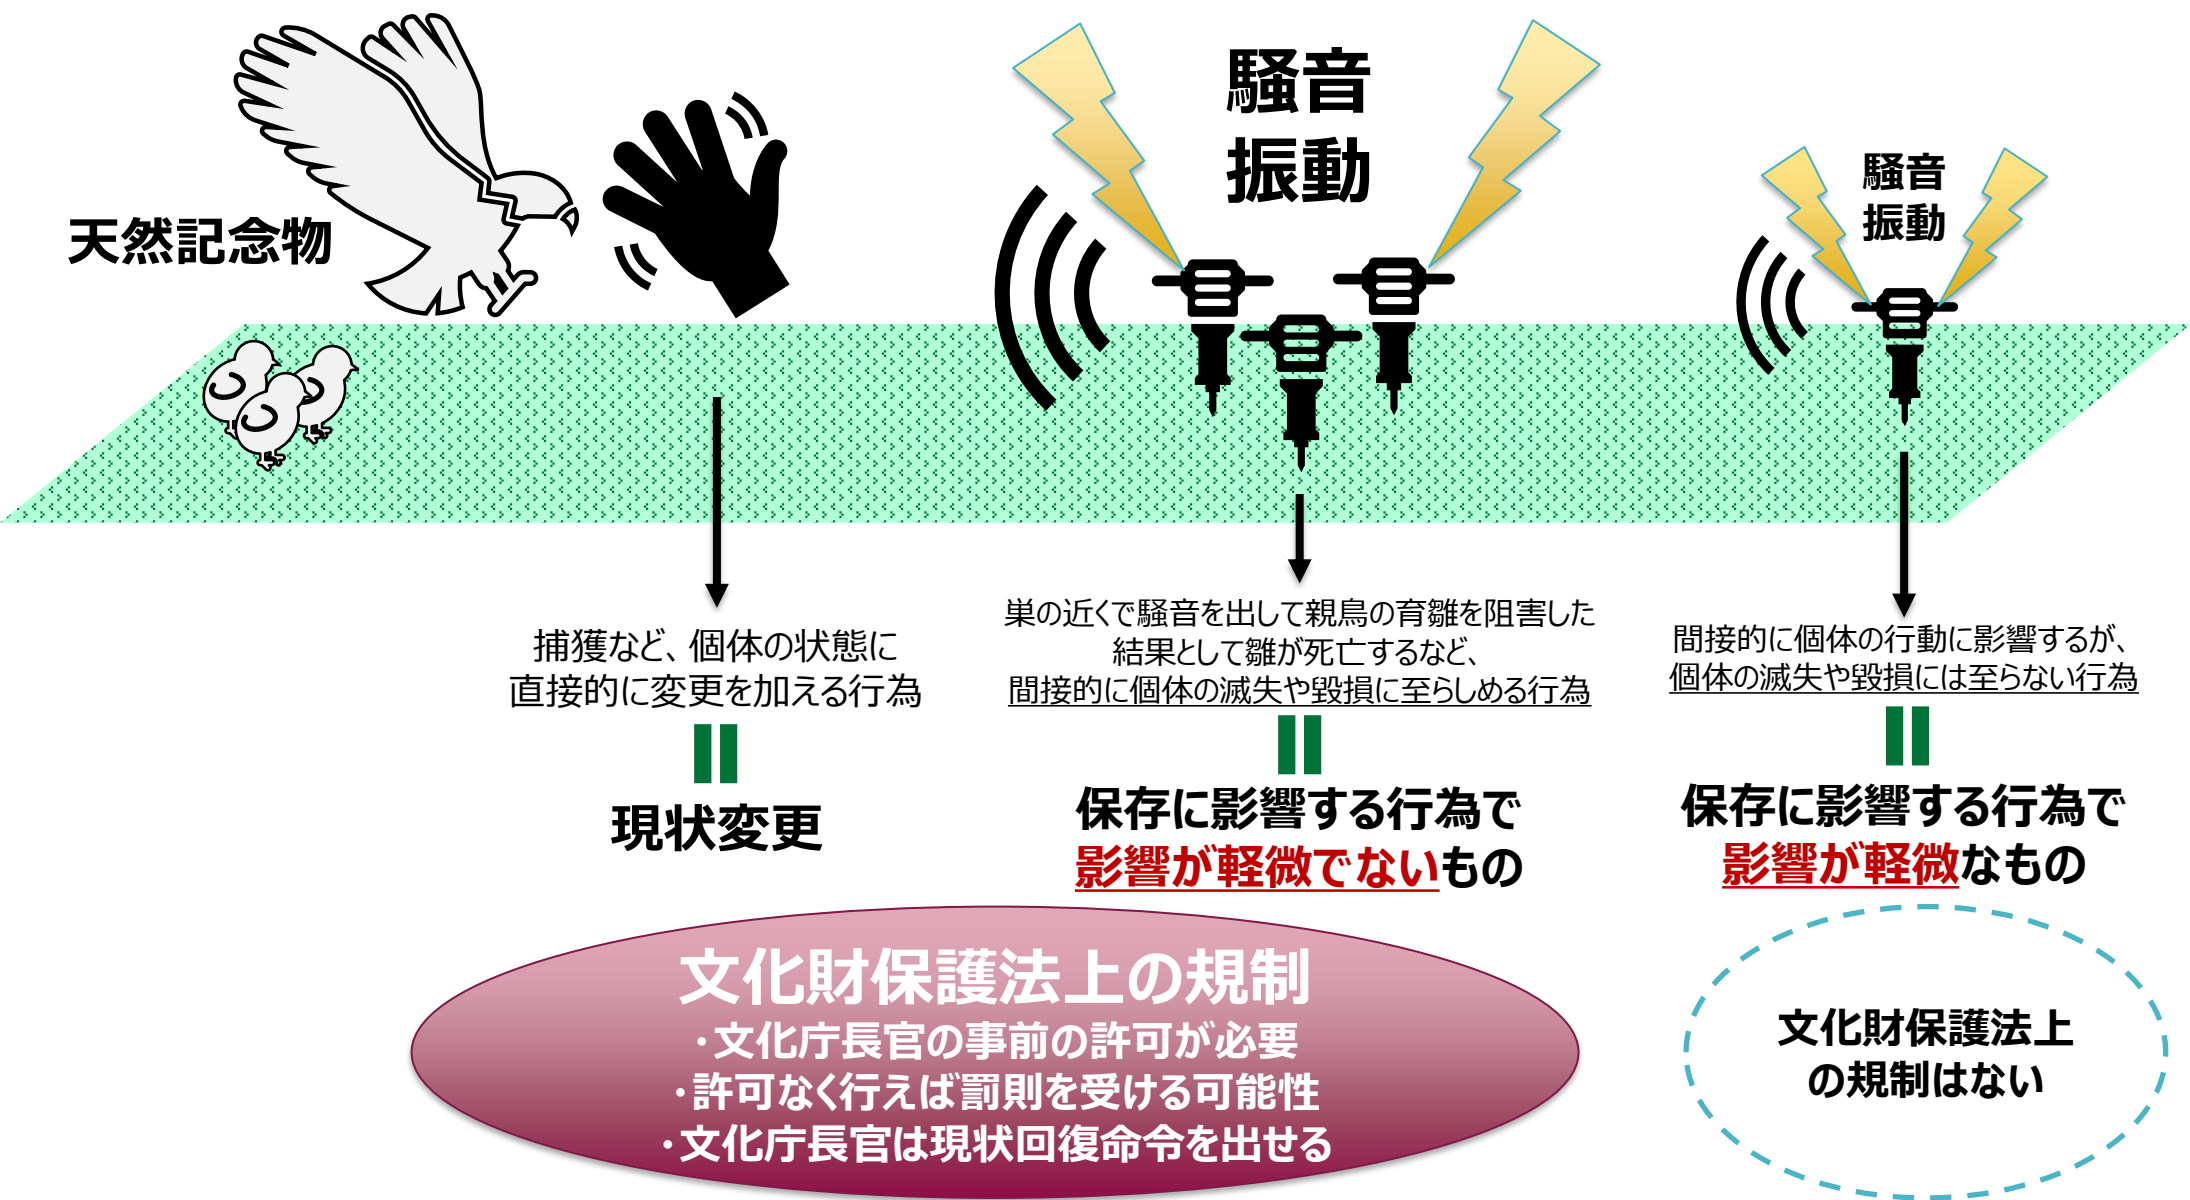 天然記念物
騒音
振動
騒音
振動
捕獲など、個体の状態に
直接的に変更を加える行為
現状変更
巣の近くで騒音を出して親鳥の育雛を阻害した
結果として雛が死亡するなど、
間接的に個体の滅失や毀損に至らしめる行為
保存に影響する行為で
影響が軽微でないもの
間接的に個体の行動に影響するが、
個体の滅失や毀損には至らない行為
保存に影響する行為で
影響が軽微なもの
文化財保護法上の規制
・文化庁長官の事前の許可が必要
・許可なく行えば罰則を受ける可能性
・文化庁長官は現状回復命令を出せる
文化財保護法上
の規制はない